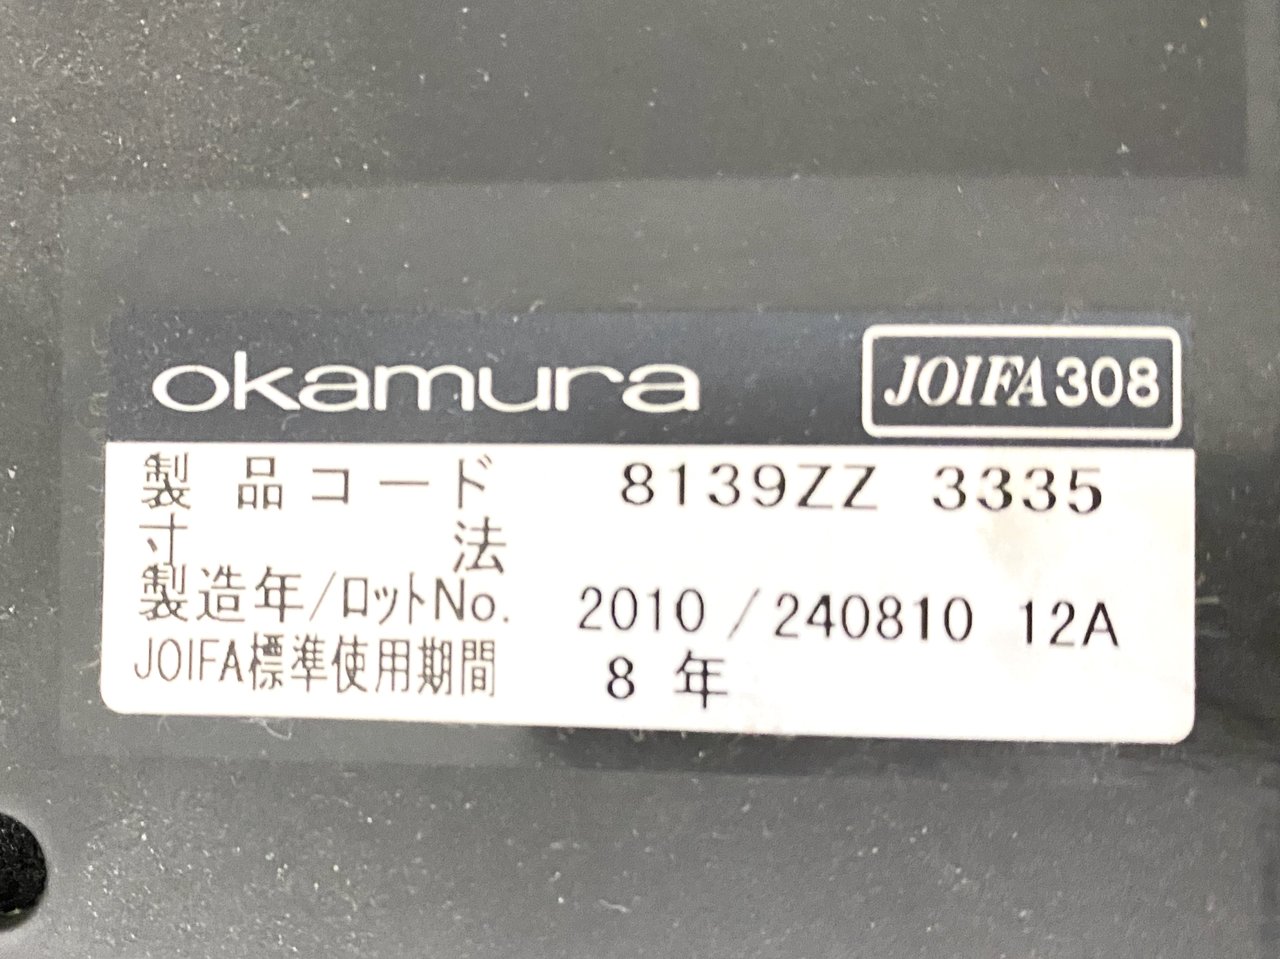 okamura
JOIFA308
製品コード 8139ZZ 3335
寸法
製造年/ロットNo. 2010 /240810 12A
JOIFA標準使用期間 8 年